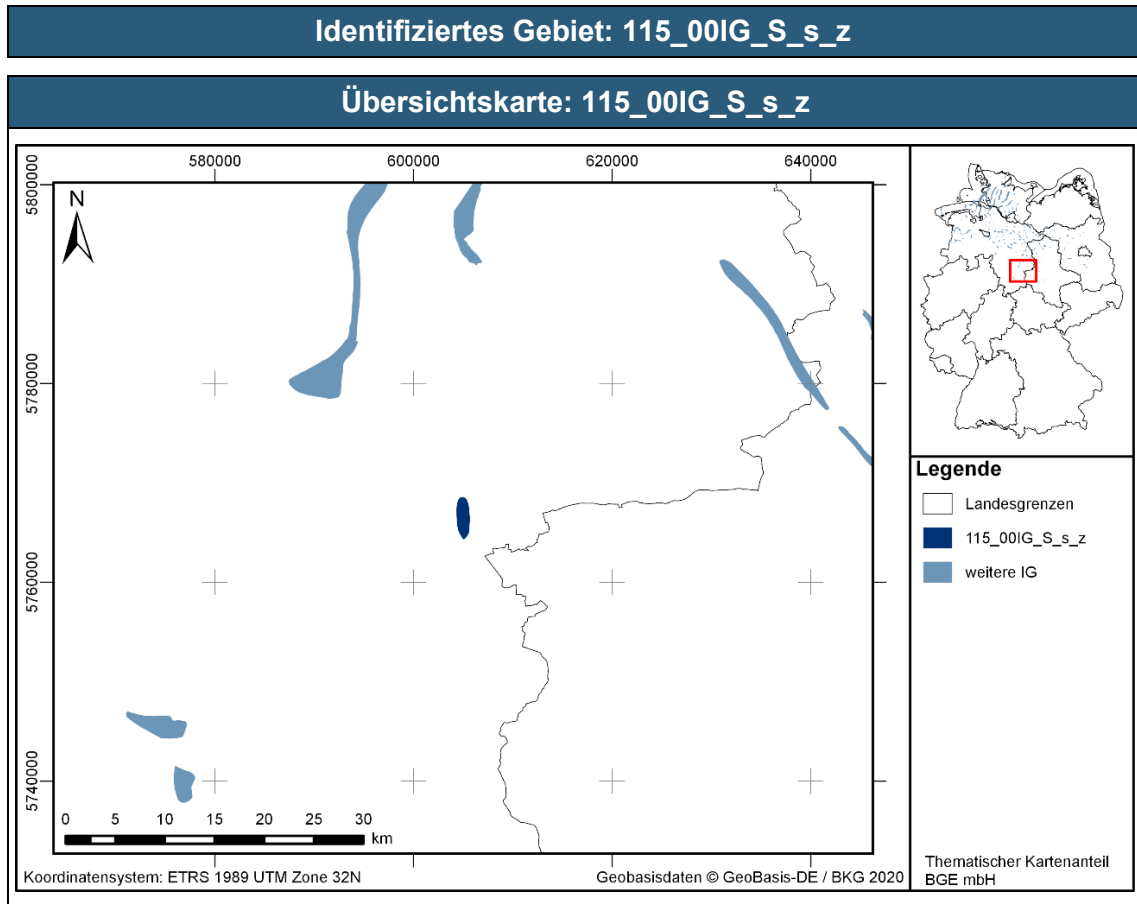 Identifiziertes Gebiet: 115_00IG_S_s_z
Übersichtskarte: 115_00IG_S_s_z
580000 600000 620000 640000
5800000
5780000
5760000
5740000
N
0 5 10 15 20 25 30
km
Koordinatensystem: ETRS 1989 UTM Zone 32N
Geobasisdaten © GeoBasis-DE / BKG 2020
Legende
Landesgrenzen
115_00IG_S_s_z
weitere IG
Thematischer Kartenanteil
BGE mbH